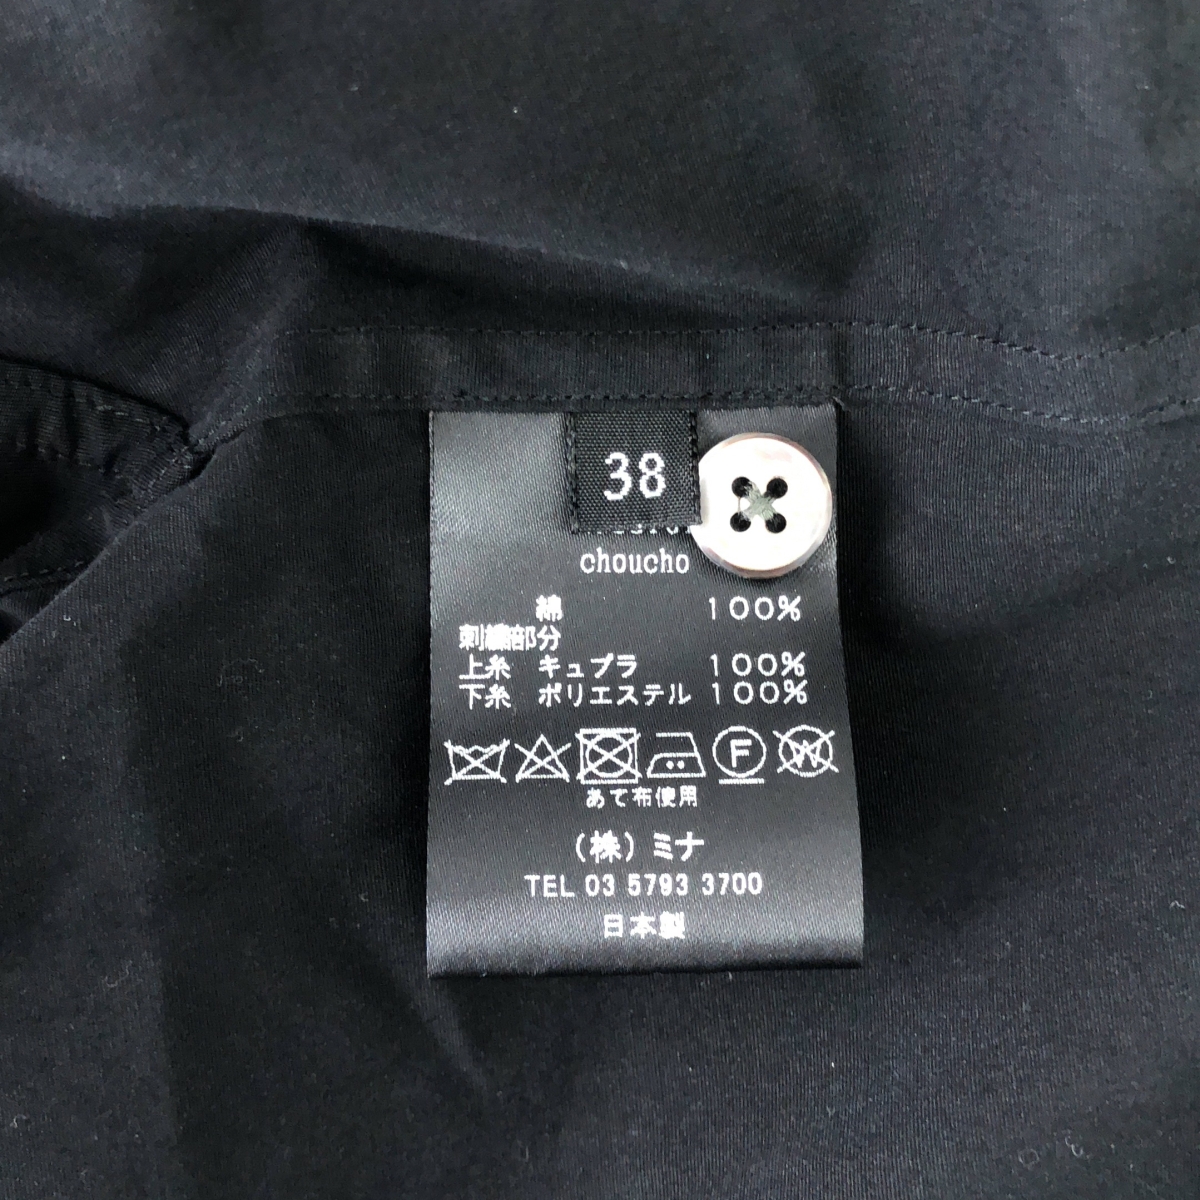 38
choucho
綿 100%
刺繍部分
上糸 キュプラ 100%
下糸 ポリエステル 100%
F W
あて布使用
(株)ミナ
TEL 03 5793 3700
日本製